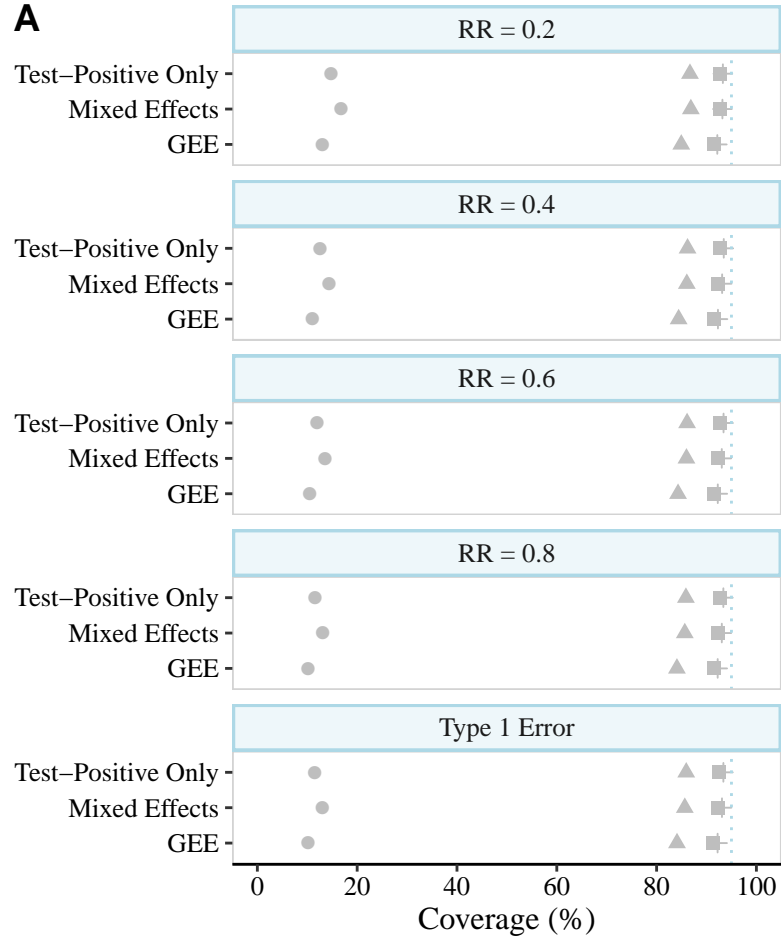 A
RR = 0.2
Test−Positive Only
Mixed Effects
GEE
RR = 0.4
Test−Positive Only
Mixed Effects
GEE
RR = 0.6
Test−Positive Only
Mixed Effects
GEE
RR = 0.8
Test−Positive Only
Mixed Effects
GEE
Type 1 Error
Test−Positive Only
Mixed Effects
GEE
0 20 40 60 80 100
Coverage (%)